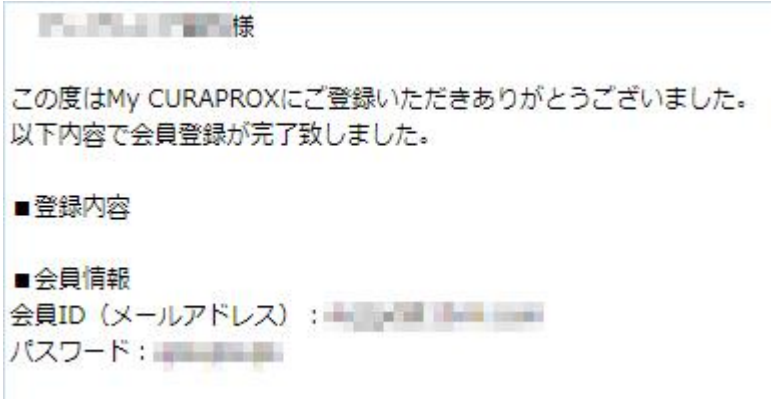 様
この度はMy CURAPROXにご登録いただきありがとうございました。
以下内容で会員登録が完了致しました。
■登録内容
■会員情報
会員ID（メールアドレス）：
パスワード：